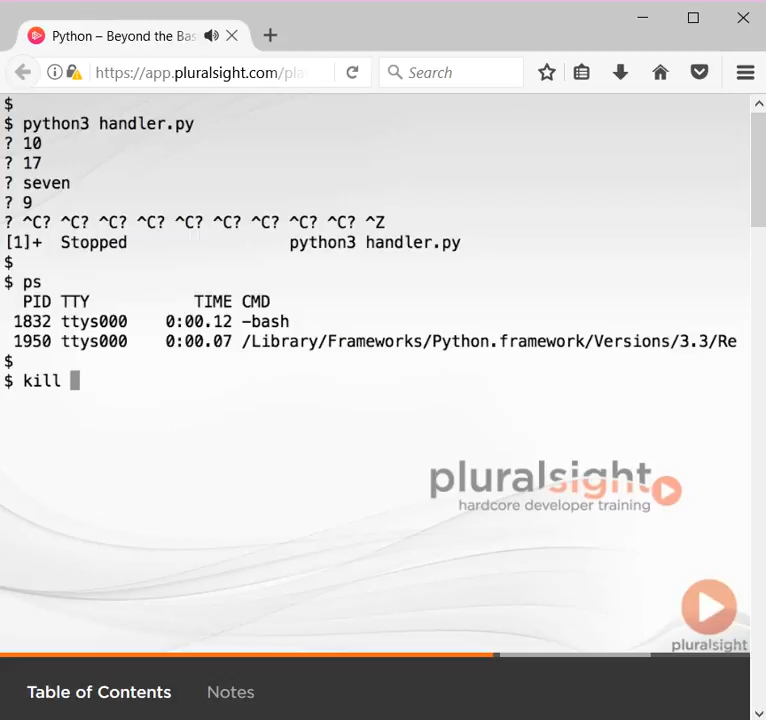 Python – Beyond the Bas
https://app.pluralsight.com/pla
Search
$
$ python3 handler.py
? 10
? 17
? seven
? 9
? ^C? ^C? ^C? ^C? ^C? ^C? ^C? ^C? ^C? ^Z
[1]+  Stopped                 python3 handler.py
$
$ ps
  PID TTY           TIME CMD
 1832 ttys000    0:00.12 -bash
 1950 ttys000    0:00.07 /Library/Frameworks/Python.framework/Versions/3.3/Re
$
$ kill
pluralsight
hardcore developer training
pluralsight
Table of Contents
Notes